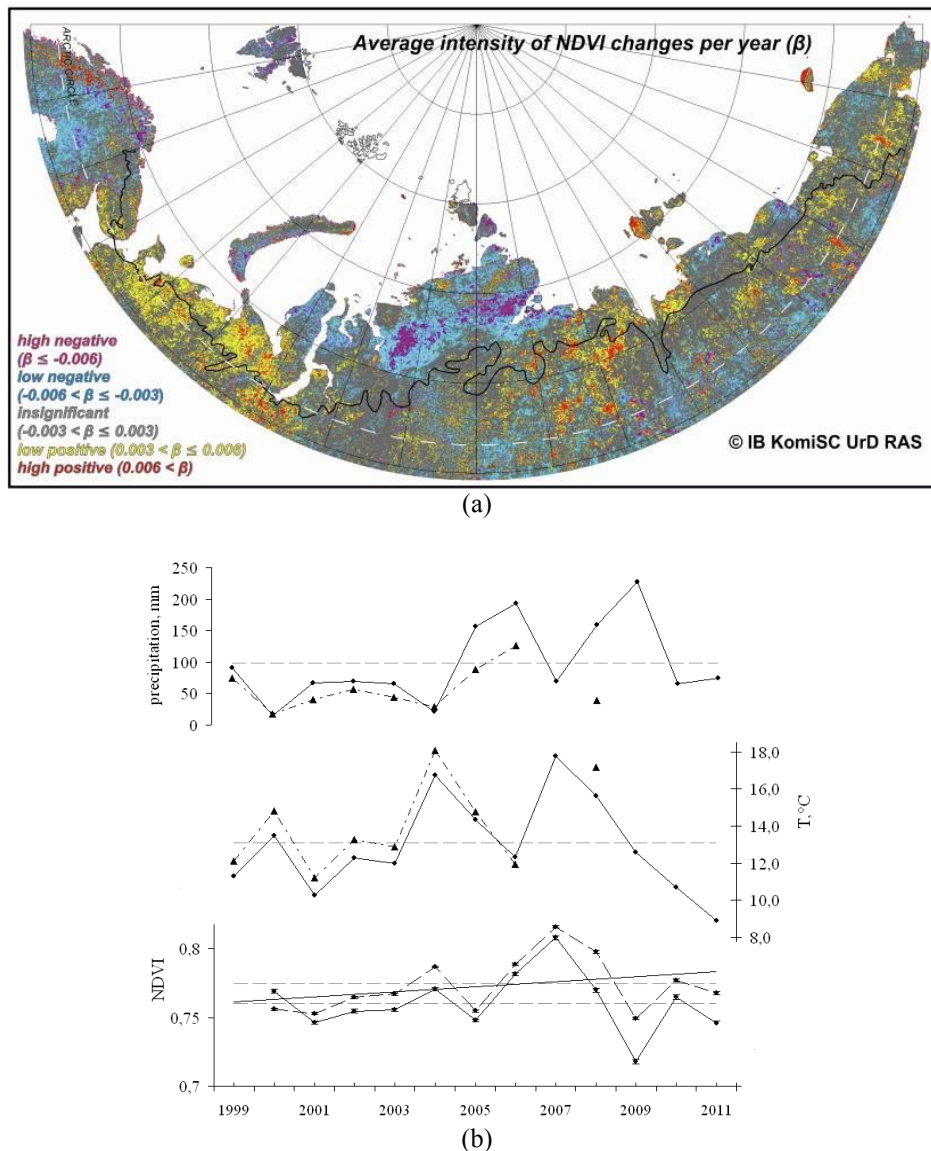 Average intensity of NDVI changes per year (β)
ARCTIC CIRCLE
high negative
(β ≤ -0.006)
low negative
(-0.006 < β ≤ -0.003)
insignificant
(-0.003 < β ≤ 0.003)
low positive (0.003 < β ≤ 0.006)
high positive (0.006 < β)
© IB KomiSC UrD RAS
(a)
precipitation, mm
250
200
150
100
50
0
18,0
16,0
14,0
12,0
10,0
8,0
T,°C
NDVI
0,8
0,75
0,7
1999 2001 2003 2005 2007 2009 2011
(b)